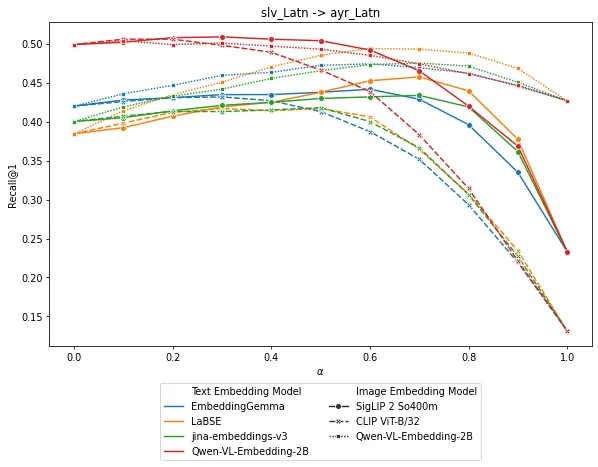 slv_Latn -> ayr_Latn
Recall@1
0.50
0.45
0.40
0.35
0.30
0.25
0.20
0.15
0.0 0.2 0.4 0.6 0.8 1.0
α
Text Embedding Model
EmbeddingGemma
LaBSE
jina-embeddings-v3
Qwen-VL-Embedding-2B
Image Embedding Model
SigLIP 2 So400m
CLIP ViT-B/32
Qwen-VL-Embedding-2B